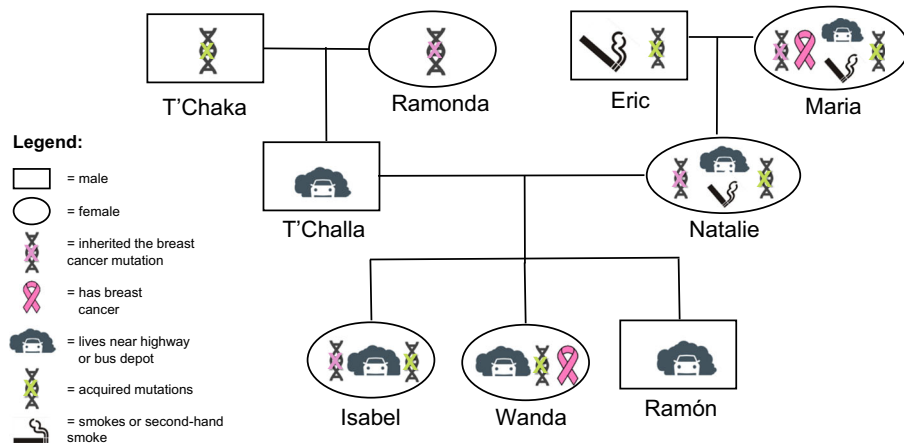 T'Chaka
Ramonda
Eric
Maria
Legend:
= male
= female
= inherited the breast
cancer mutation
= has breast
cancer
= lives near highway
or bus depot
= acquired mutations
= smokes or second-hand
smoke
T'Challa
Natalie
Isabel
Wanda
Ramón